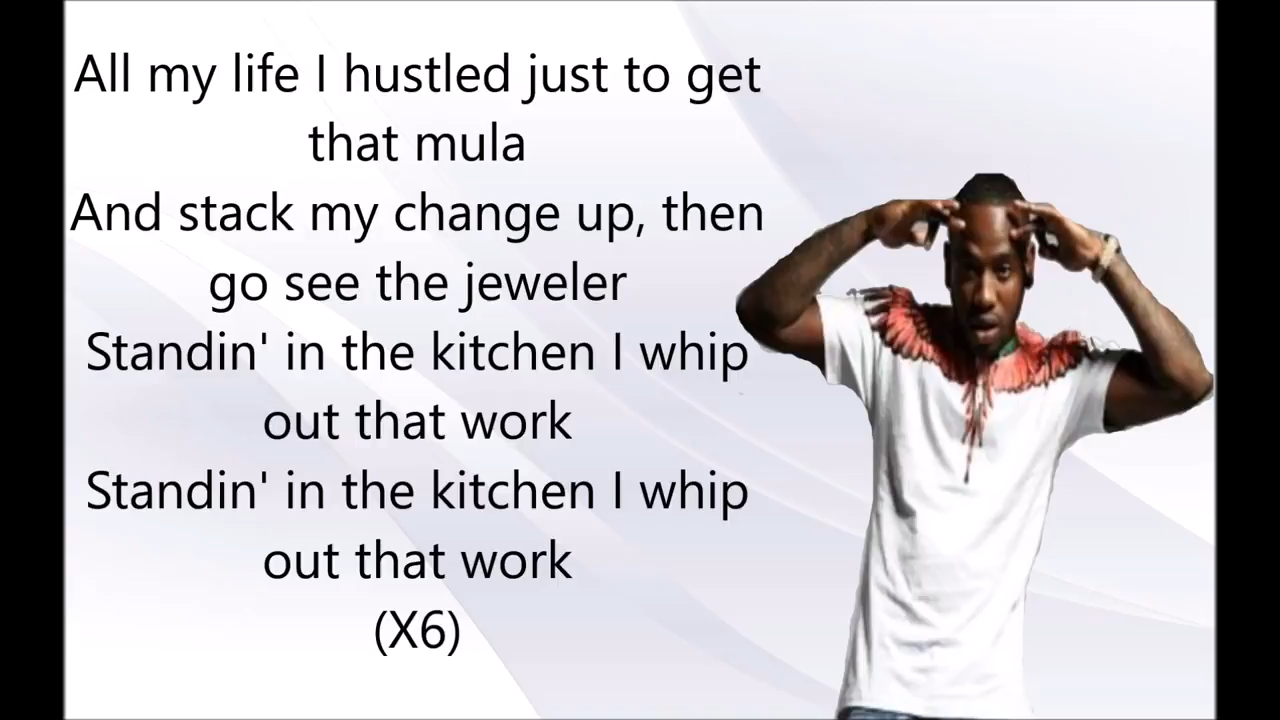 All my life I hustled just to get
that mula
And stack my change up, then
go see the jeweler
Standin' in the kitchen I whip
out that work
Standin' in the kitchen I whip
out that work
(X6)